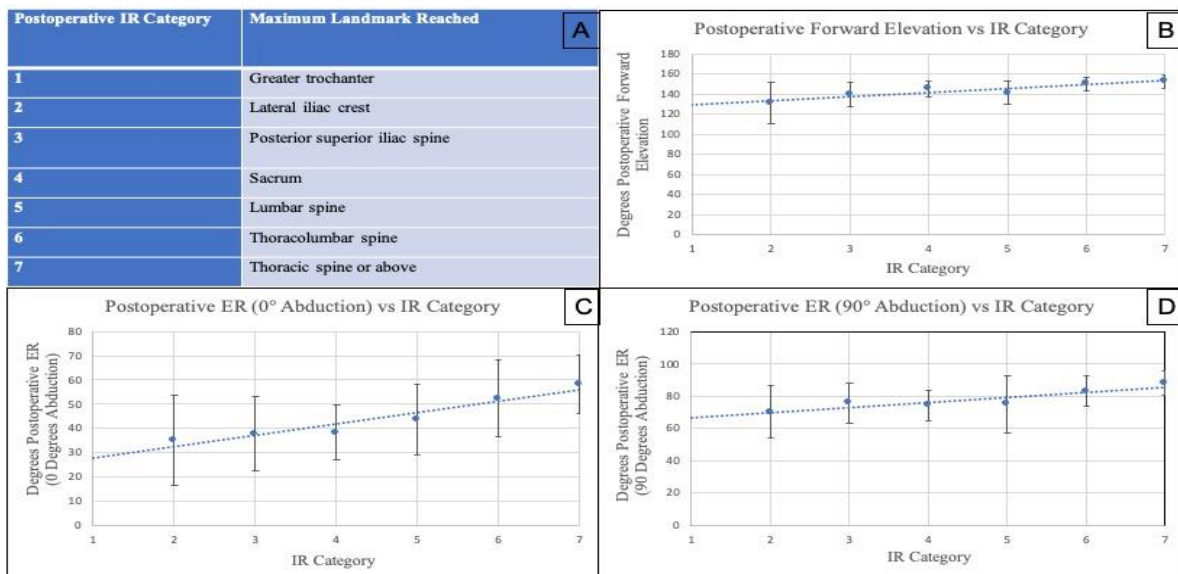 Postoperative IR Category
Maximum Landmark Reached
A
1
Greater trochanter
2
Lateral iliac crest
3
Posterior superior iliac spine
4
Sacrum
5
Lumbar spine
6
Thoracolumbar spine
7
Thoracic spine or above
Postoperative Forward Elevation vs IR Category
B
Degrees Postoperative Forward
Elevation
180
160
140
120
100
80
60
40
20
0
1 2 3 4 5 6 7
IR Category
Postoperative ER (0° Abduction) vs IR Category
C
Degrees Postoperative ER
(0 Degrees Abduction)
80
70
60
50
40
30
20
10
0
1 2 3 4 5 6 7
IR Category
Postoperative ER (90° Abduction) vs IR Category
D
Degrees Postoperative ER
(90 Degrees Abduction)
120
100
80
60
40
20
0
1 2 3 4 5 6 7
IR Category